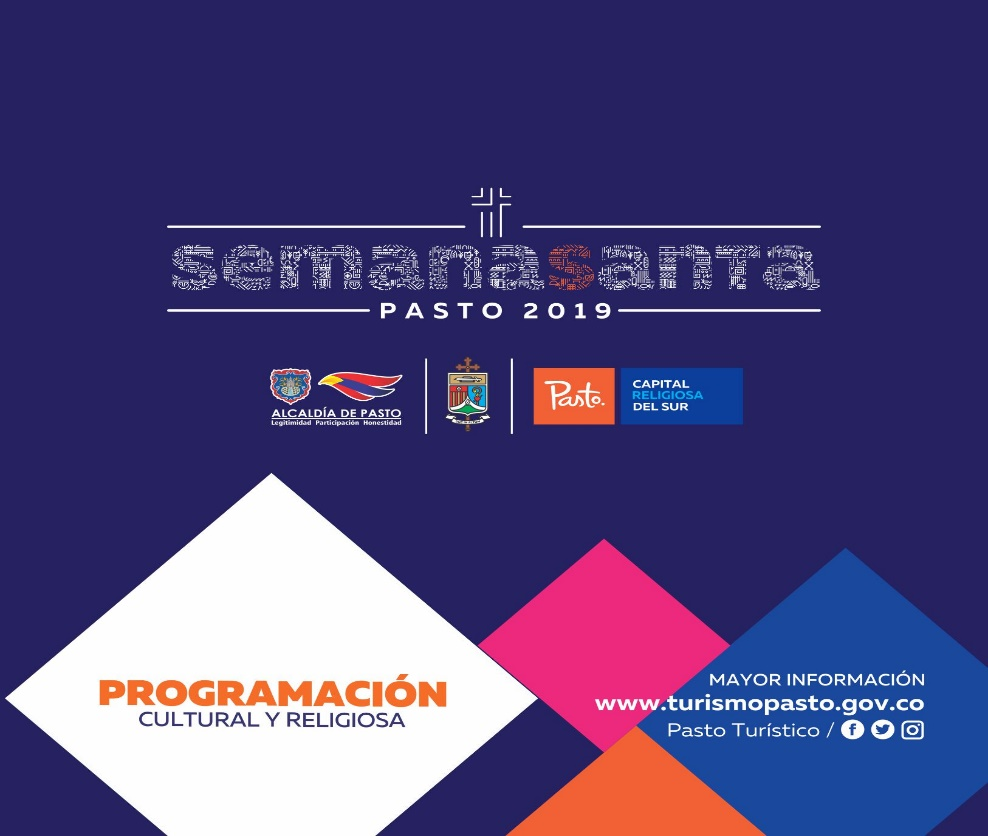 semanasanta
PASTO 2019
ALCALDÍA DE PASTO
Legitimidad Participación Honestidad
Pasto.
CAPITAL
RELIGIOSA
DEL SUR
PROGRAMACIÓN
CULTURAL Y RELIGIOSA
MAYOR INFORMACIÓN
www.turismopasto.gov.co
Pasto Turístico /